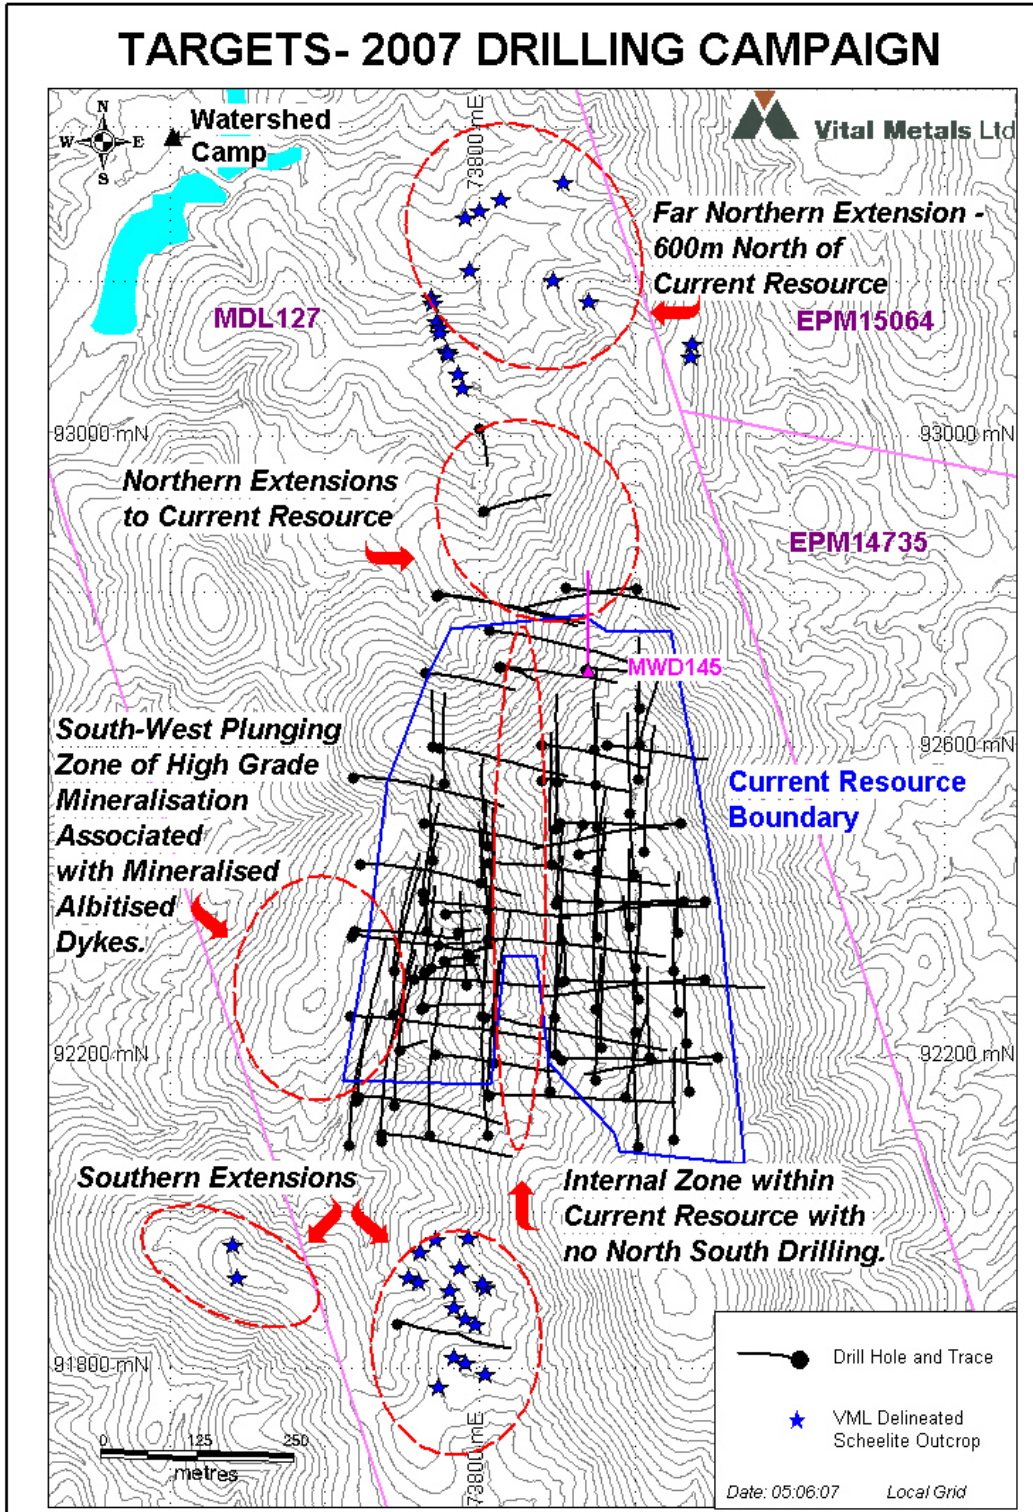 TARGETS- 2007 DRILLING CAMPAIGN
N
W E
S
Watershed
Camp
73800 mE
Vital Metals Ltd
Far Northern Extension -
600m North of
Current Resource
MDL127
EPM15064
93000 mN
93000 mN
Northern Extensions
to Current Resource
EPM14735
MWD145
South-West Plunging
Zone of High Grade
Mineralisation
Associated
with Mineralised
Albitised
Dykes.
92600 mN
Current Resource
Boundary
92200 mN
92200 mN
Southern Extensions
Internal Zone within
Current Resource with
no North South Drilling.
91800 mN
73800 mE
0 125 250
metres
Drill Hole and Trace
VML Delineated
Scheelite Outcrop
Date: 05:06:07 Local Grid